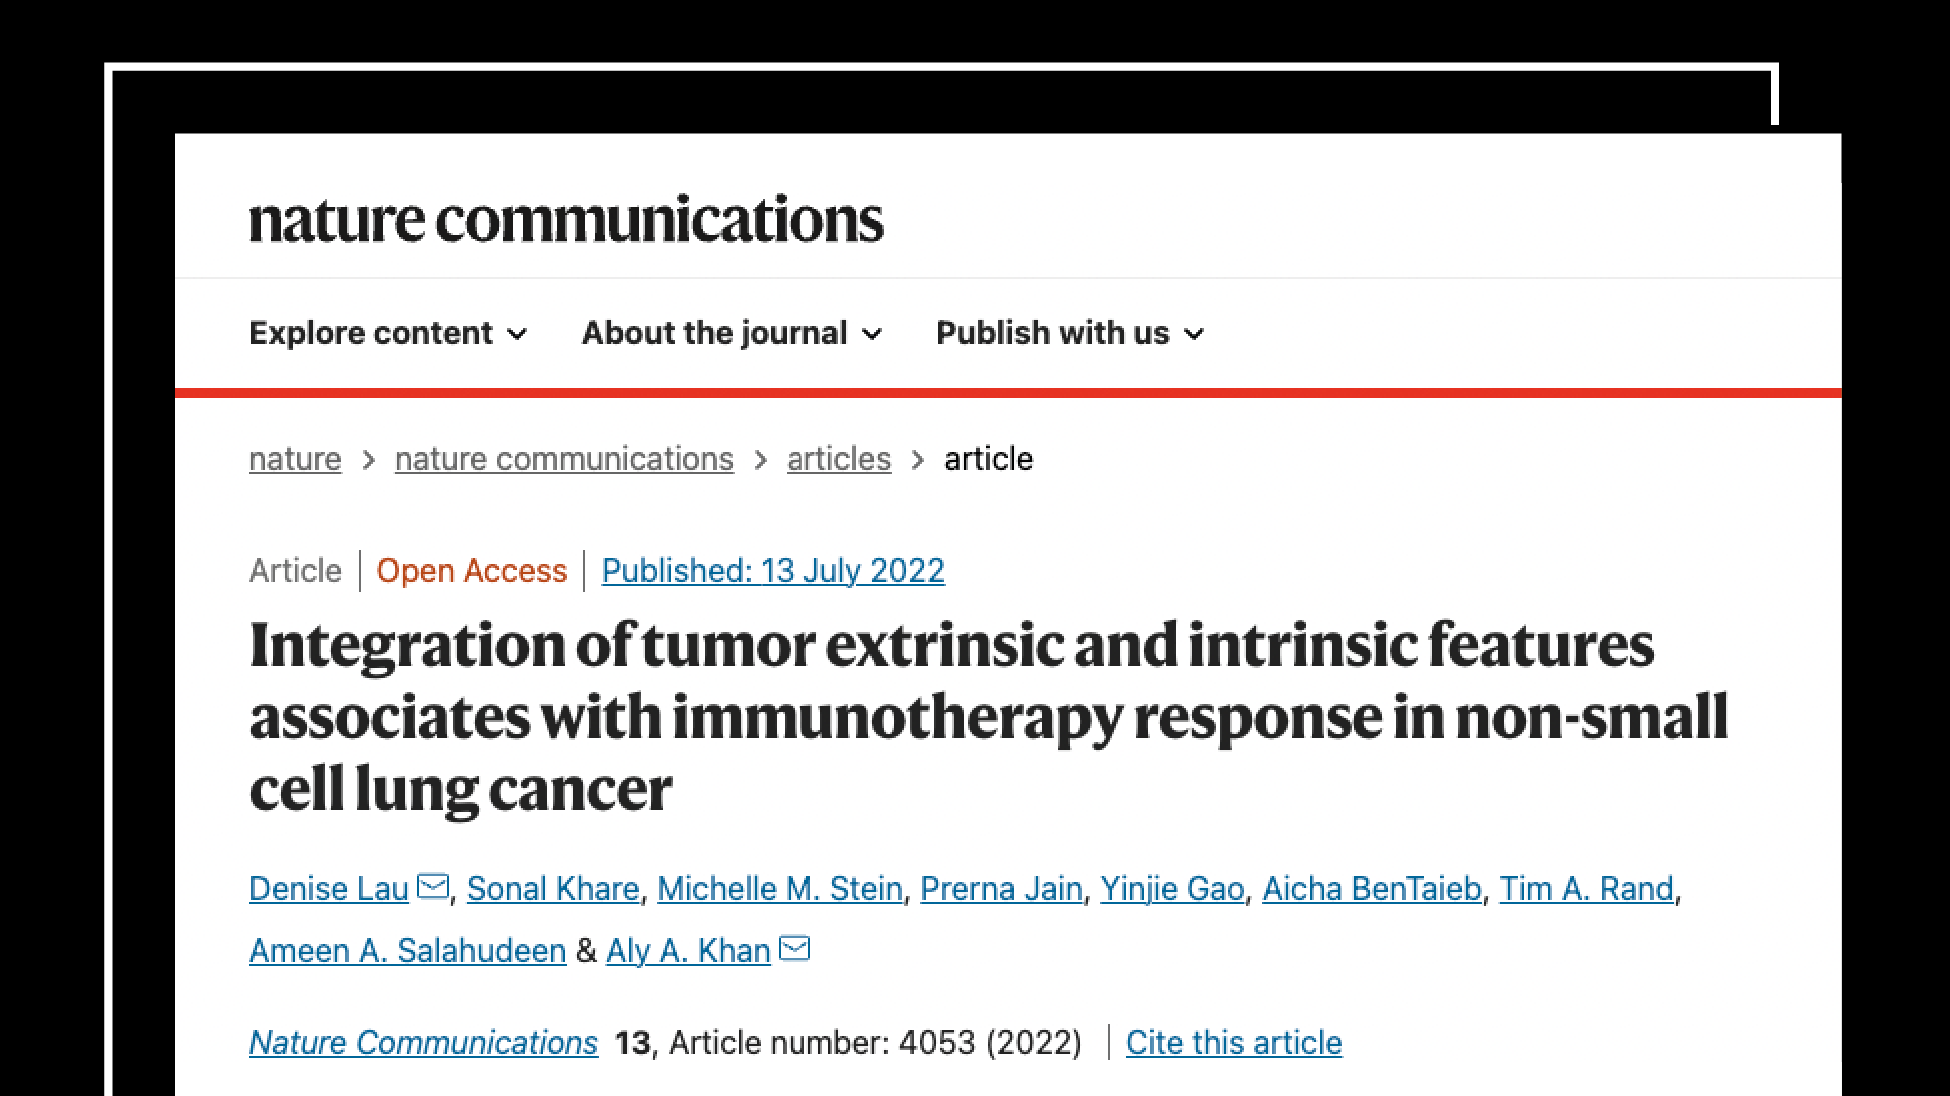 nature communications
Explore content About the journal Publish with us
nature > nature communications > articles > article
Article | Open Access | Published: 13 July 2022
Integration of tumor extrinsic and intrinsic features
associates with immunotherapy response in non-small
cell lung cancer
Denise Lau, Sonal Khare, Michelle M. Stein, Prerna Jain, Yinjie Gao, Aicha BenTaieb, Tim A. Rand,
Ameen A. Salahudeen & Aly A. Khan
Nature Communications 13, Article number: 4053 (2022) | Cite this article